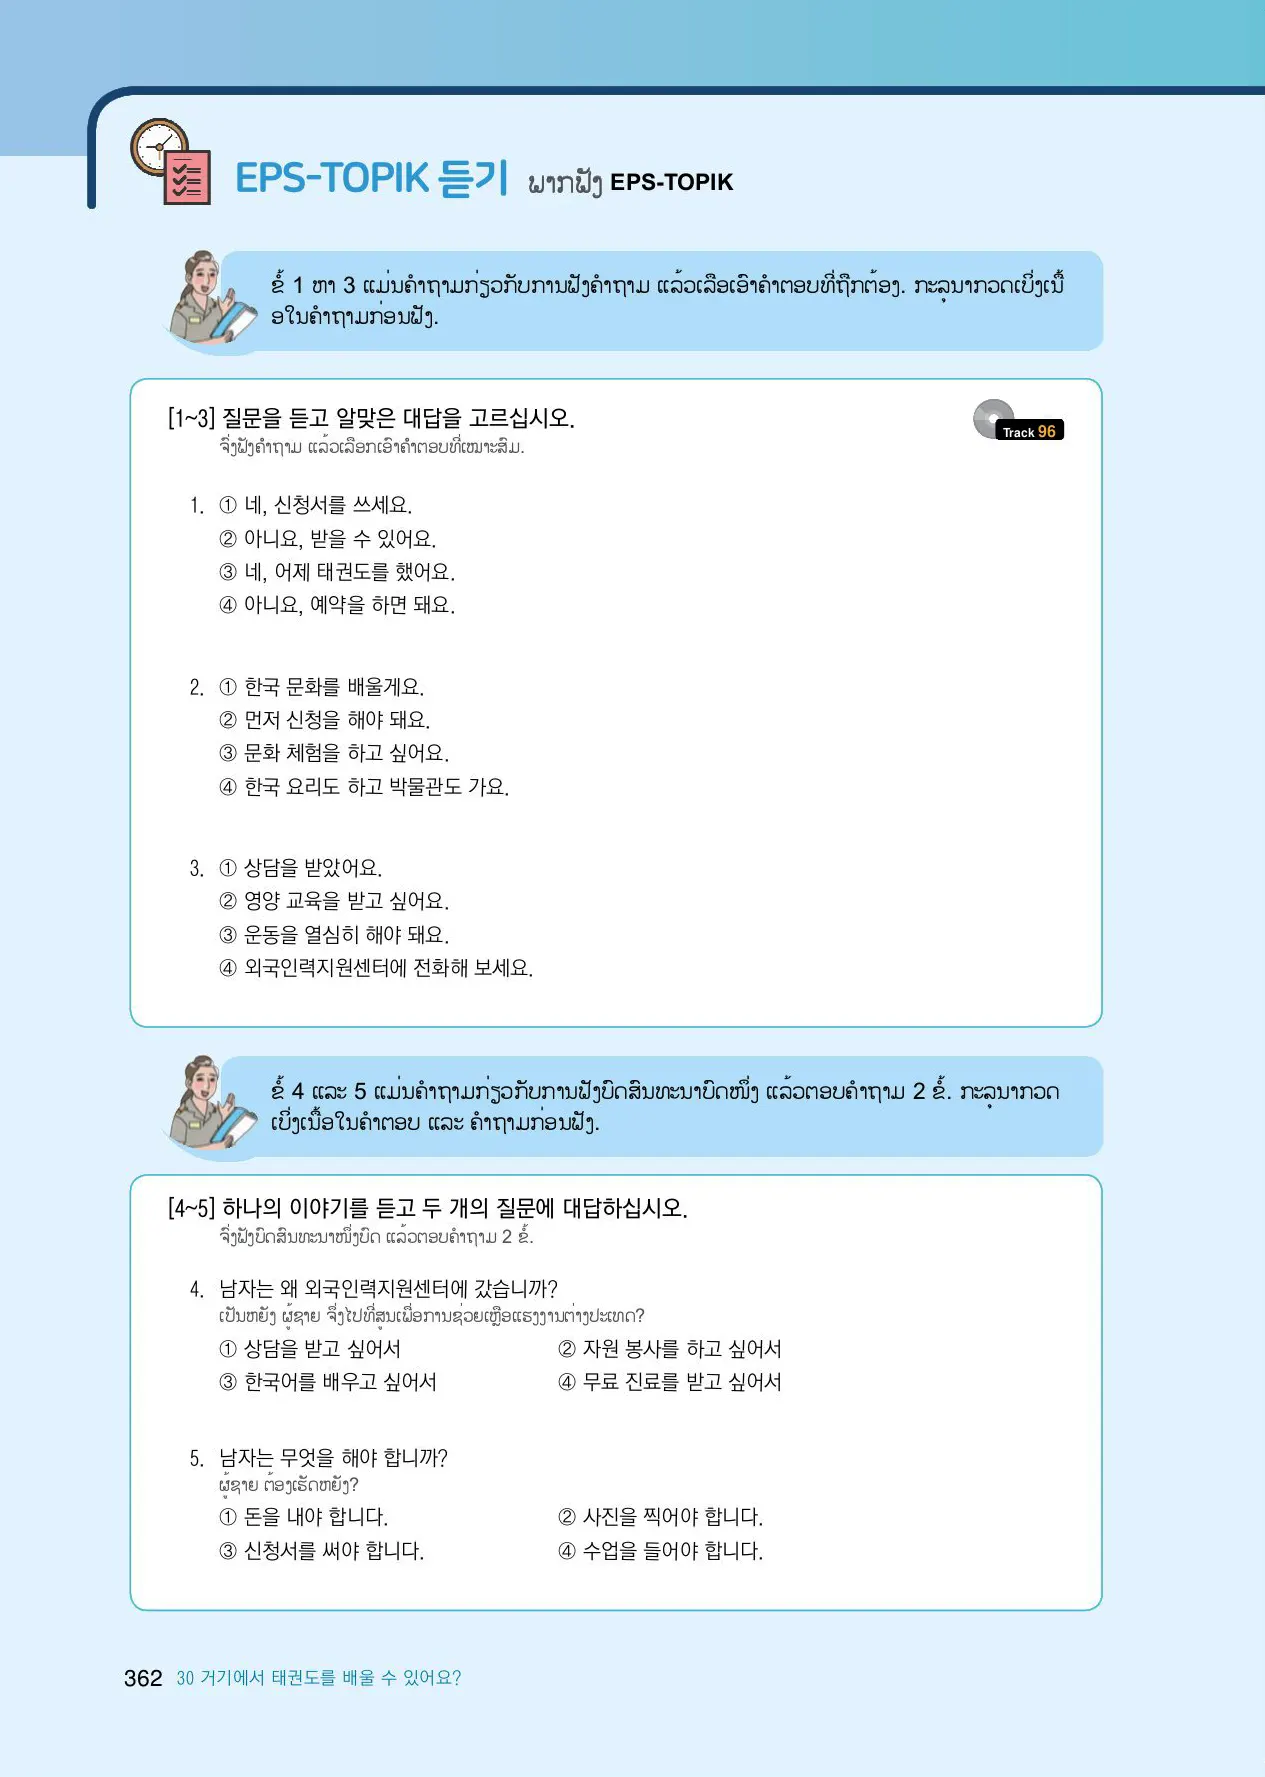 EPS-TOPIK 듣기 ພາກຟັງ EPS-TOPIK
ຂໍ້ 1 ຫາ 3 ແມ່ນຄຳຖາມກ່ຽວກັບການຟັງຄຳຖາມ ແລ້ວເລືອເອົາຄຳຕອບທີ່ຖືກຕ້ອງ. ກະລຸນາກວດເບິ່ງເນື້
ອໃນຄຳຖາມກ່ອນຟັງ.
[1~3] 질문을 듣고 알맞은 대답을 고르십시오.
Track 96
ຈົ່ງຟັງຄຳຖາມ ແລ້ວເລືອກເອົາຄຳຕອບທີ່ເໝາະສົມ.
1. ① 네, 신청서를 쓰세요.
② 아니요, 받을 수 있어요.
③ 네, 어제 태권도를 했어요.
④ 아니요, 예약을 하면 돼요.
2. ① 한국 문화를 배울게요.
② 먼저 신청을 해야 돼요.
③ 문화 체험을 하고 싶어요.
④ 한국 요리도 하고 박물관도 가요.
3. ① 상담을 받았어요.
② 영양 교육을 받고 싶어요.
③ 운동을 열심히 해야 돼요.
④ 외국인력지원센터에 전화해 보세요.
ຂໍ້ 4 ແລະ 5 ແມ່ນຄຳຖາມກ່ຽວກັບການຟັງບົດສົນທະນາບົດໜຶ່ງ ແລ້ວຕອບຄຳຖາມ 2 ຂໍ້. ກະລຸນາກວດ
ເບິ່ງເນື້ອໃນຄຳຕອບ ແລະ ຄຳຖາມກ່ອນຟັງ.
[4~5] 하나의 이야기를 듣고 두 개의 질문에 대답하십시오.
ຈົ່ງຟັງບົດສົນທະນາໜຶ່ງບົດ ແລ້ວຕອບຄຳຖາມ 2 ຂໍ້.
4. 남자는 왜 외국인력지원센터에 갔습니까?
ເປັນຫຍັງ ຜູ້ຊາຍ ຈຶ່ງໄປທີ່ສູນເພື່ອການຊ່ວຍເຫຼືອແຮງງານຕ່າງປະເທດ?
① 상담을 받고 싶어서 ② 자원 봉사를 하고 싶어서
③ 한국어를 배우고 싶어서 ④ 무료 진료를 받고 싶어서
5. 남자는 무엇을 해야 합니까?
ຜູ້ຊາຍ ຕ້ອງເຮັດຫຍັງ?
① 돈을 내야 합니다. ② 사진을 찍어야 합니다.
③ 신청서를 써야 합니다. ④ 수업을 들어야 합니다.
362 30 거기에서 태권도를 배울 수 있어요?